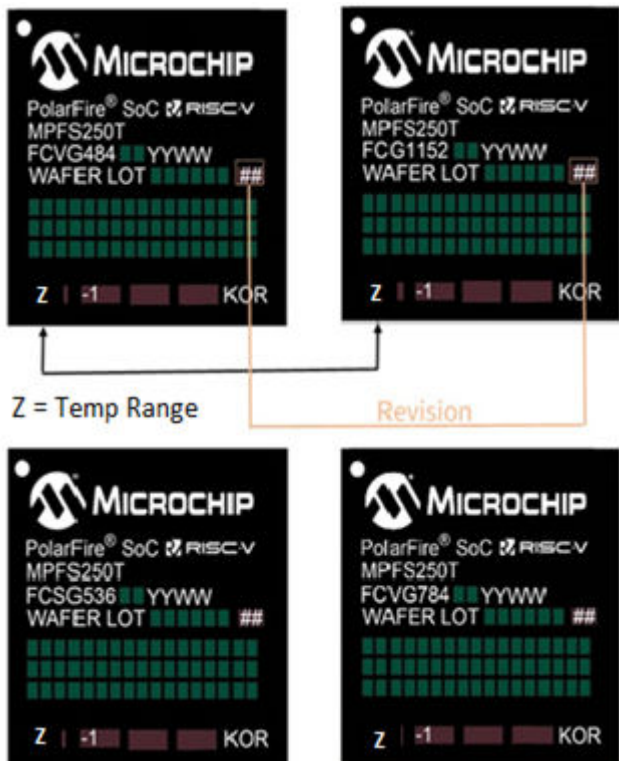 MICROCHIP
PolarFire® SoC RISC-V
MPFS250T
FCVG484 YYWW
WAFER LOT ##
Z -1 KOR
MICROCHIP
PolarFire® SoC RISC-V
MPFS250T
FCG1152 YYWW
WAFER LOT ##
Z -1 KOR
Z = Temp Range
Revision
MICROCHIP
PolarFire® SoC RISC-V
MPFS250T
FCSG536 YYWW
WAFER LOT ##
Z -1 KOR
MICROCHIP
PolarFire® SoC RISC-V
MPFS250T
FCVG784 YYWW
WAFER LOT ##
Z -1 KOR